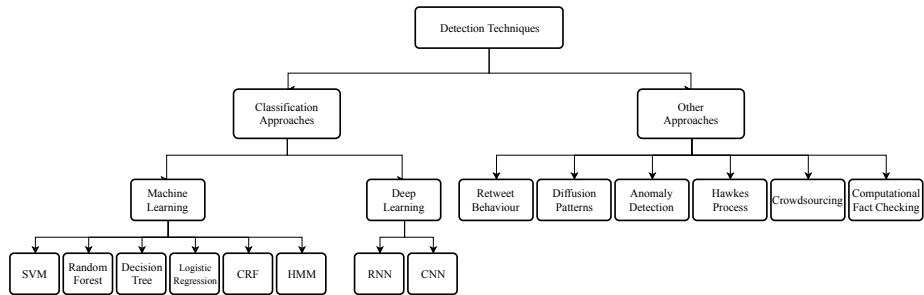 Detection Techniques
Classification
Approaches
Other
Approaches
Machine
Learning
Deep
Learning
Retweet
Behaviour
Diffusion
Patterns
Anomaly
Detection
Hawkes
Process
Crowdsourcing
Computational
Fact Checking
SVM
Random
Forest
Decision
Tree
Logistic
Regression
CRF
HMM
RNN
CNN